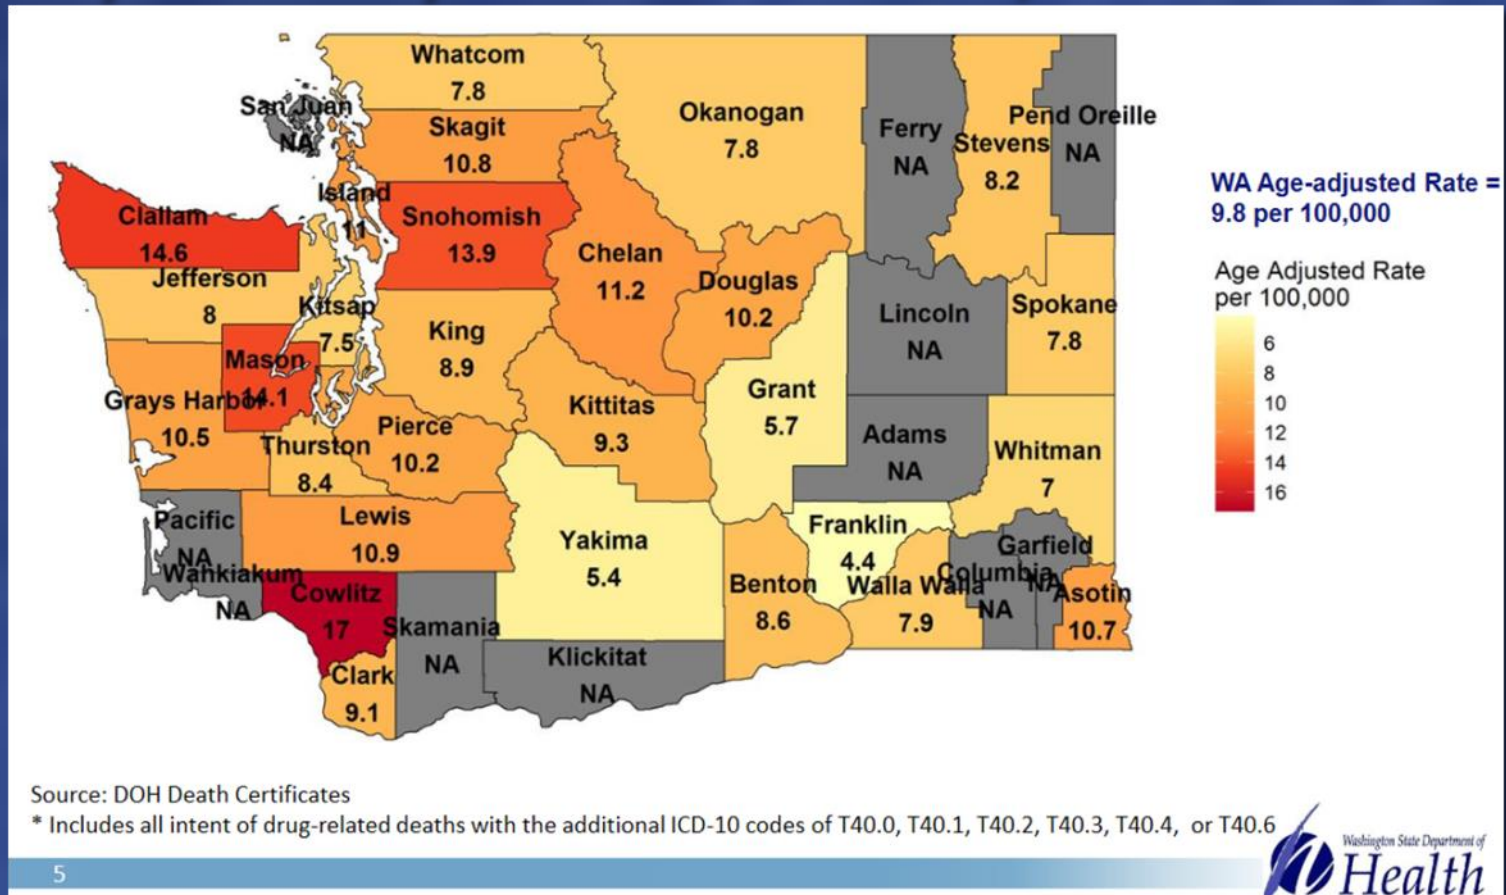 Whatcom
7.8
San Juan
NA
Skagit
10.8
Okanogan
7.8
Ferry
NA
Stevens
8.2
Pend Oreille
NA
Island
11
Clallam
14.6
Snohomish
13.9
Chelan
11.2
Douglas
10.2
Jefferson
8
Kitsap
7.5
King
8.9
Lincoln
NA
Spokane
7.8
Mason
14.1
Grays Harbor
10.5
Grant
5.7
Kittitas
9.3
Pierce
10.2
Thurston
8.4
Adams
NA
Whitman
7
Pacific
NA
Lewis
10.9
Yakima
5.4
Franklin
4.4
Garfield
NA
Wahkiakum
NA
Cowlitz
17
Skamania
NA
Benton
8.6
Walla Walla
7.9
Columbia
NA
Asotin
10.7
Klickitat
NA
Clark
9.1
WA Age-adjusted Rate =
9.8 per 100,000
Age Adjusted Rate
per 100,000
6
8
10
12
14
16
Source: DOH Death Certificates
* Includes all intent of drug-related deaths with the additional ICD-10 codes of T40.0, T40.1, T40.2, T40.3, T40.4, or T40.6
5
Washington State Department of
Health